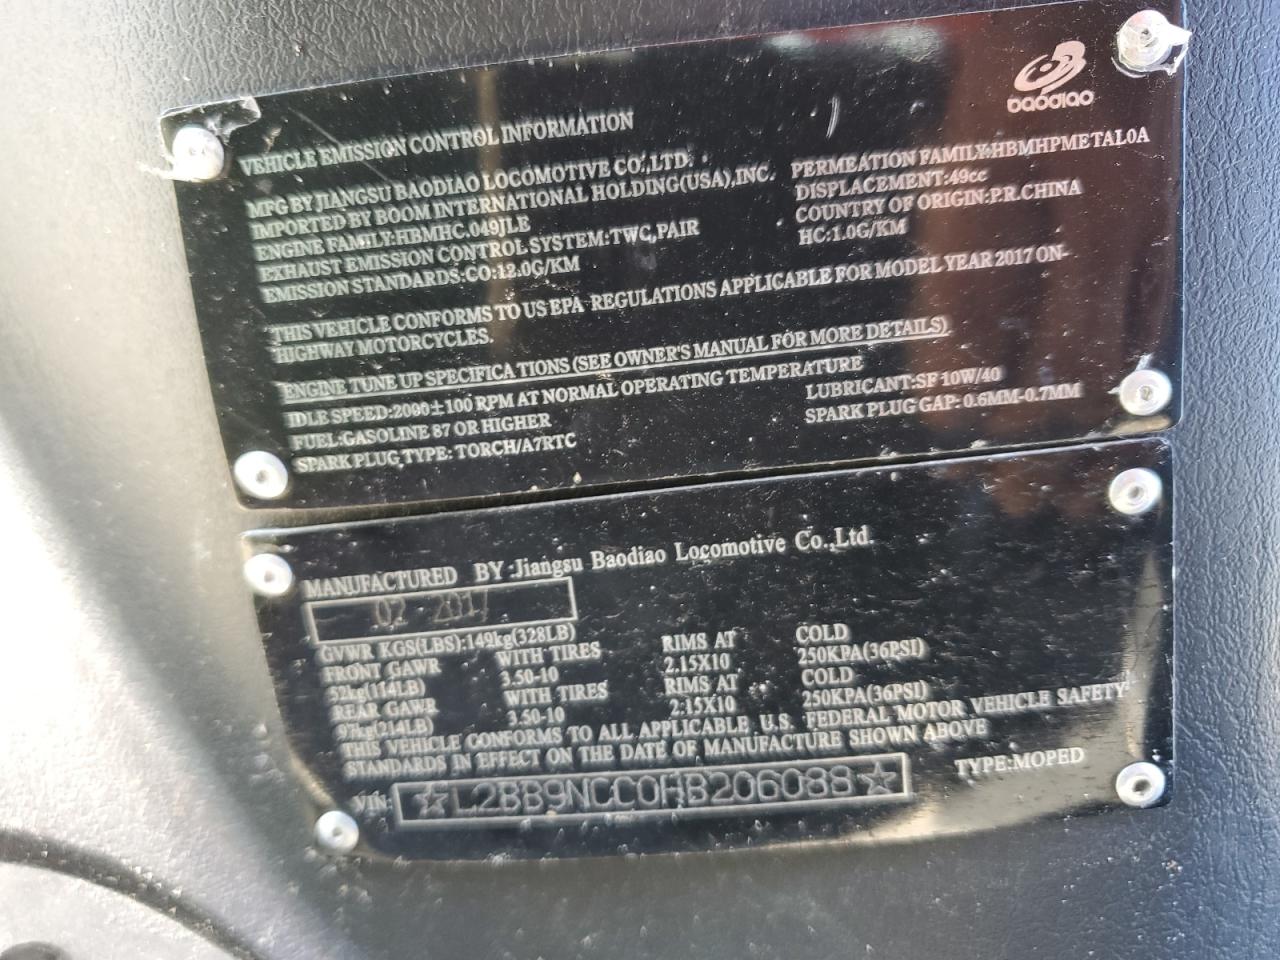 baodiao
VEHICLE EMISSION CONTROL INFORMATION
MFG BY JIANGSU BAODIAO LOCOMOTIVE CO.,LTD. PERMEATION FAMILY:HBMHPMETAL0A
IMPORTED BY BOOM INTERNATIONAL HOLDING(USA),INC. DISPLACEMENT:49cc
ENGINE FAMILY:HBMHC.049JLE COUNTRY OF ORIGIN:P.R.CHINA
EXHAUST EMISSION CONTROL SYSTEM:TWC,PAIR HC:1.0G/KM
EMISSION STANDARDS:CO:12.0G/KM
THIS VEHICLE CONFORMS TO US EPA REGULATIONS APPLICABLE FOR MODEL YEAR 2017 ON-
HIGHWAY MOTORCYCLES.
ENGINE TUNE UP SPECIFICATIONS (SEE OWNER'S MANUAL FOR MORE DETAILS)
IDLE SPEED:2000±100 RPM AT NORMAL OPERATING TEMPERATURE
FUEL:GASOLINE 87 OR HIGHER LUBRICANT:SF 10W/40
SPARK PLUG TYPE: TORCH/A7RTC SPARK PLUG GAP: 0.6MM-0.7MM
MANUFACTURED BY:Jiangsu Baodiao Locomotive Co.,Ltd.
02-2017
GVWR KGS(LBS):149kg(328LB)
FRONT GAWR WITH TIRES RIMS AT COLD
52kg(114LB) 3.50-10 2.15X10 250KPA(36PSI)
REAR GAWR WITH TIRES RIMS AT COLD
97kg(214LB) 3.50-10 2:15X10 250KPA(36PSI)
THIS VEHICLE CONFORMS TO ALL APPLICABLE U.S. FEDERAL MOTOR VEHICLE SAFETY
STANDARDS IN EFFECT ON THE DATE OF MANUFACTURE SHOWN ABOVE
VIN: ☆L2BB9NCC0HB206088☆ TYPE:MOPED